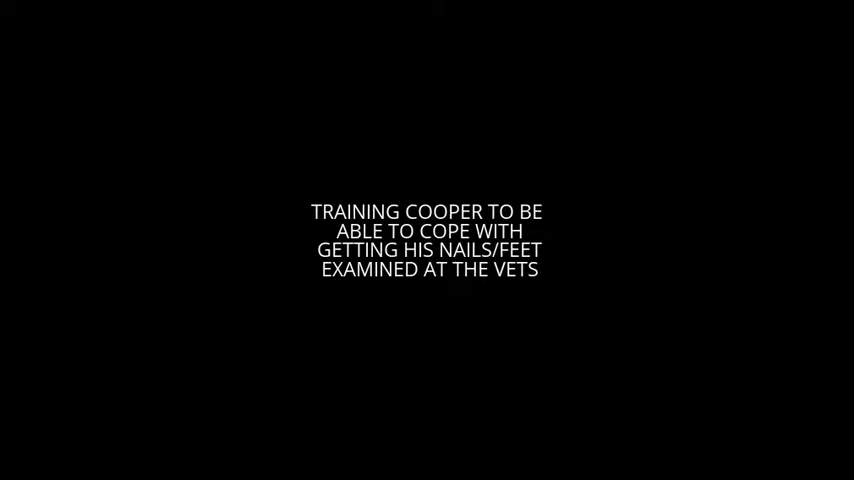 TRAINING COOPER TO BE
ABLE TO COPE WITH
GETTING HIS NAILS/FEET
EXAMINED AT THE VETS